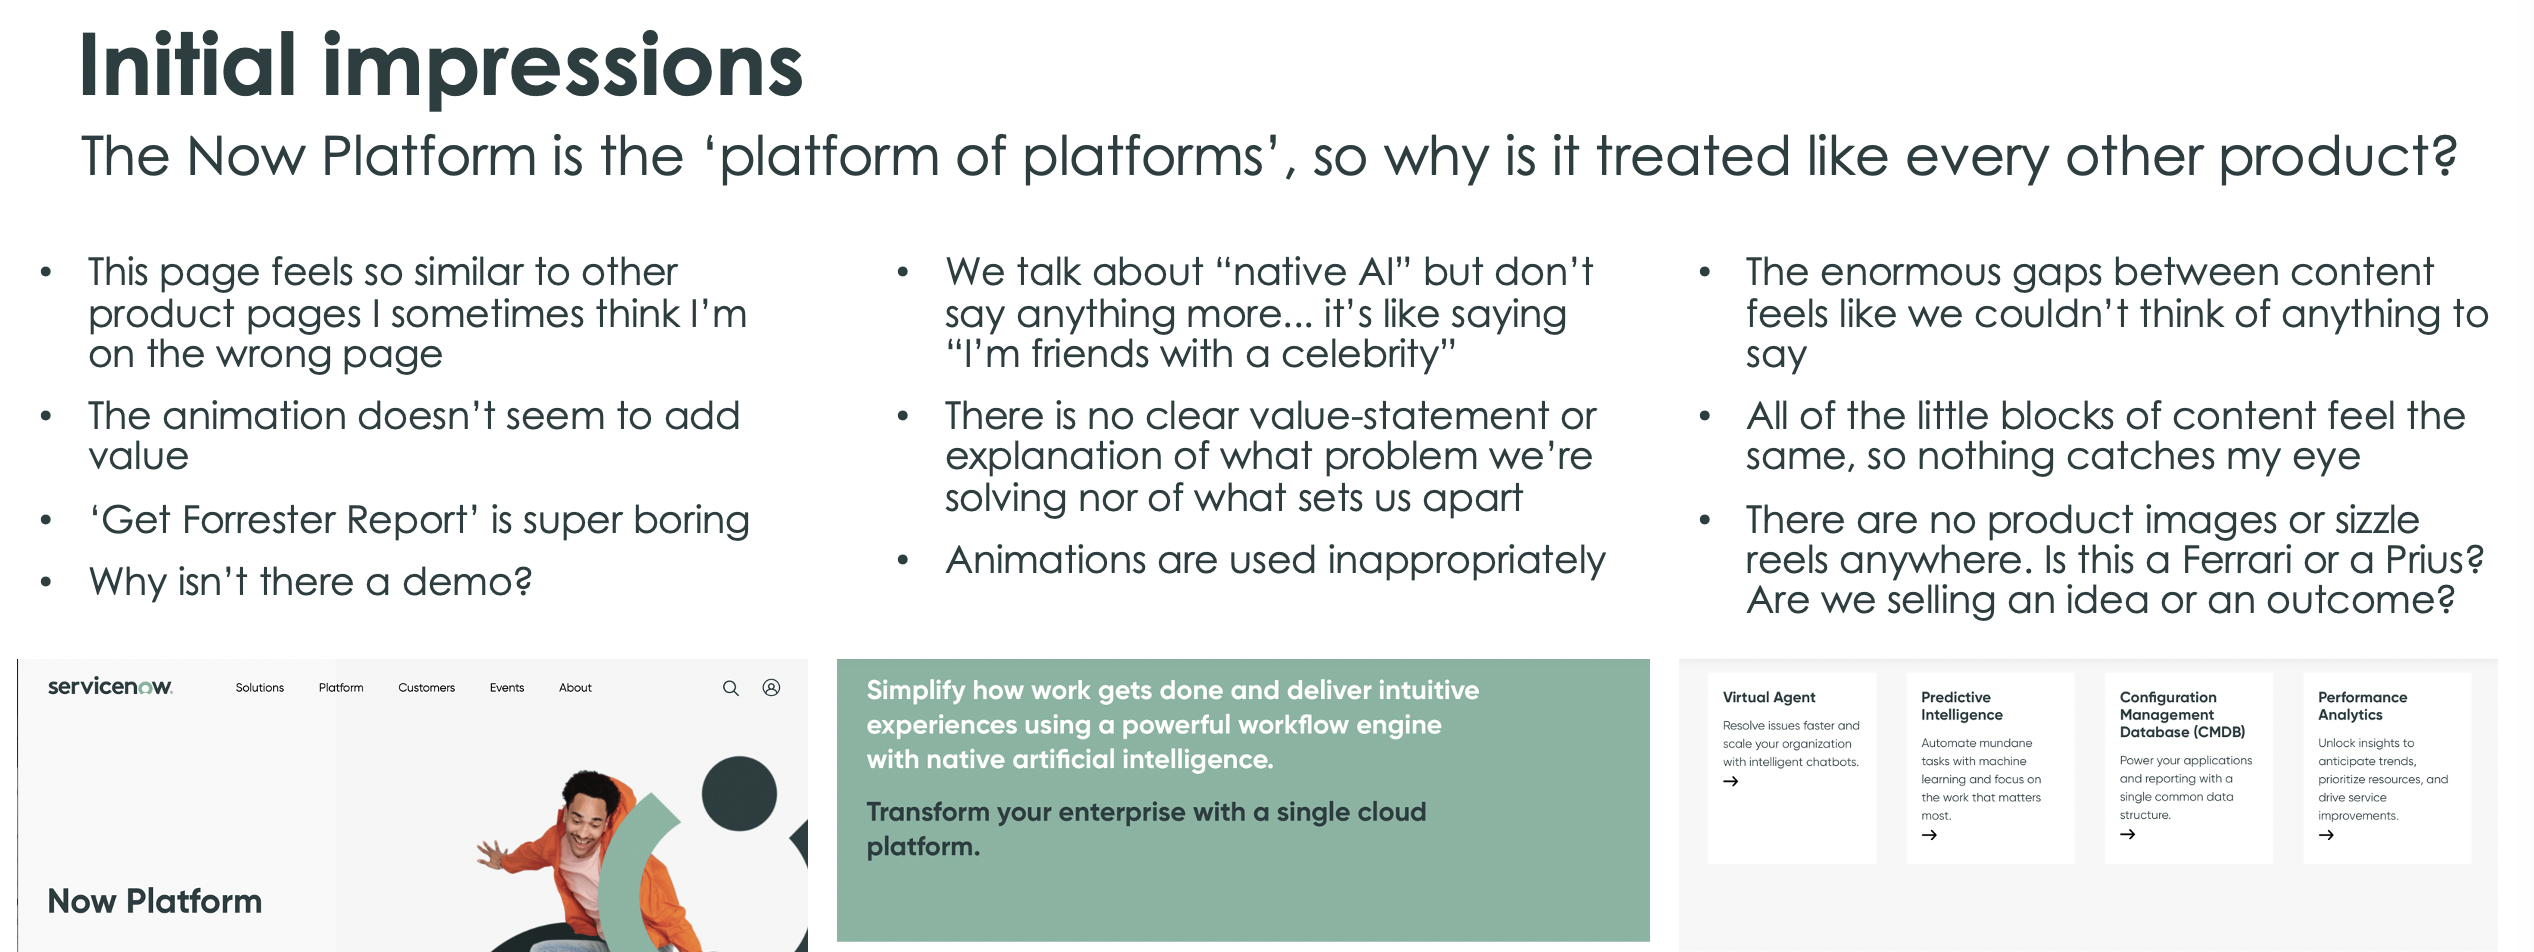 Initial impressions
The Now Platform is the ‘platform of platforms’, so why is it treated like every other product?
• This page feels so similar to other
product pages I sometimes think I’m
on the wrong page
• The animation doesn’t seem to add
value
• ‘Get Forrester Report’ is super boring
• Why isn’t there a demo?
• We talk about “native AI” but don’t
say anything more... it’s like saying
“I’m friends with a celebrity”
• There is no clear value-statement or
explanation of what problem we’re
solving nor of what sets us apart
• Animations are used inappropriately
• The enormous gaps between content
feels like we couldn’t think of anything to
say
• All of the little blocks of content feel the
same, so nothing catches my eye
• There are no product images or sizzle
reels anywhere. Is this a Ferrari or a Prius?
Are we selling an idea or an outcome?
servicenow.
Solutions Platform Customers Events About
Now Platform
Simplify how work gets done and deliver intuitive
experiences using a powerful workflow engine
with native artificial intelligence.
Transform your enterprise with a single cloud
platform.
Virtual Agent
Resolve issues faster and
scale your organization
with intelligent chatbots.
→
Predictive
Intelligence
Automate mundane
tasks with machine
learning and focus on
the work that matters
most.
→
Configuration
Management
Database (CMDB)
Power your applications
and reporting with a
single common data
structure.
→
Performance
Analytics
Unlock insights to
anticipate trends,
prioritize resources, and
drive service
improvements.
→